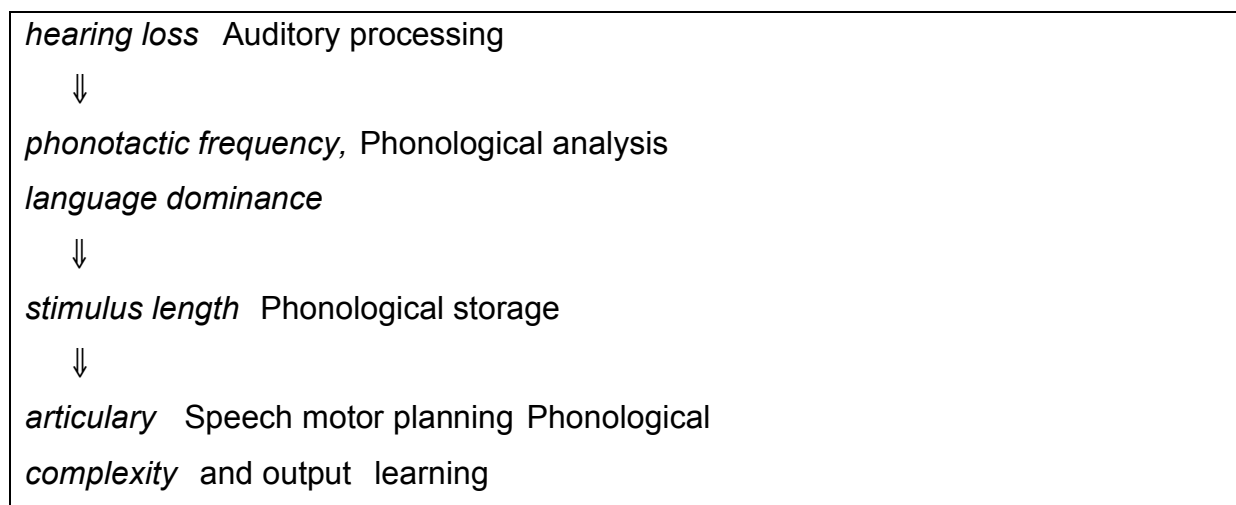 hearing loss Auditory processing
⇓
phonotactic frequency, Phonological analysis
language dominance
⇓
stimulus length Phonological storage
⇓
articulary Speech motor planning Phonological
complexity and output learning